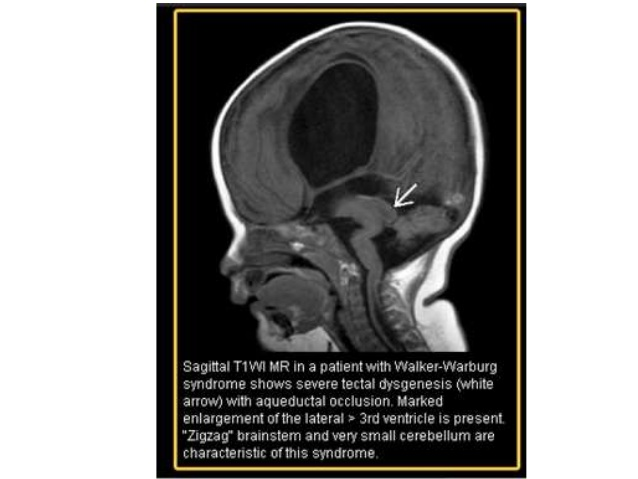 Sagittal T1WI MR in a patient with Walker-Warburg
syndrome shows severe tectal dysgenesis (white
arrow) with aqueductal occlusion. Marked
enlargement of the lateral > 3rd ventricle is present.
"Zigzag" brainstem and very small cerebellum are
characteristic of this syndrome.